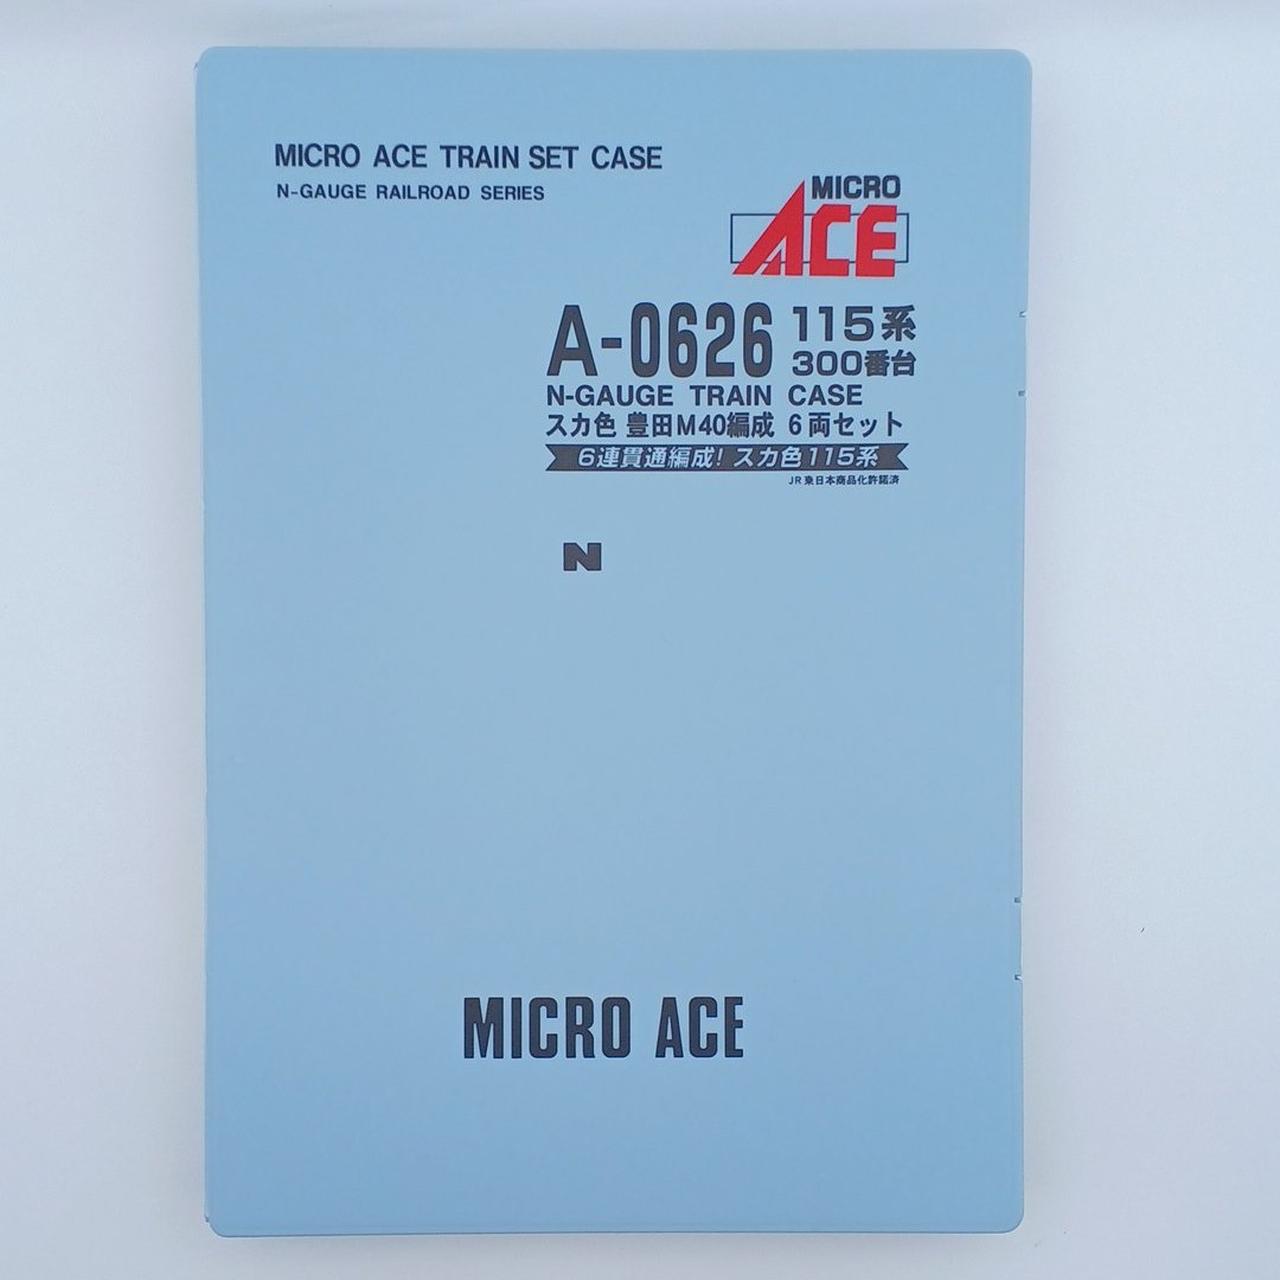 MICRO ACE TRAIN SET CASE
N-GAUGE RAILROAD SERIES
MICRO
ACE
A-0626 115系
300番台
N-GAUGE TRAIN CASE
スカ色 豊田M40編成 6両セット
6連貫通編成! スカ色115系
JR東日本商品化許諾済
N
MICRO ACE